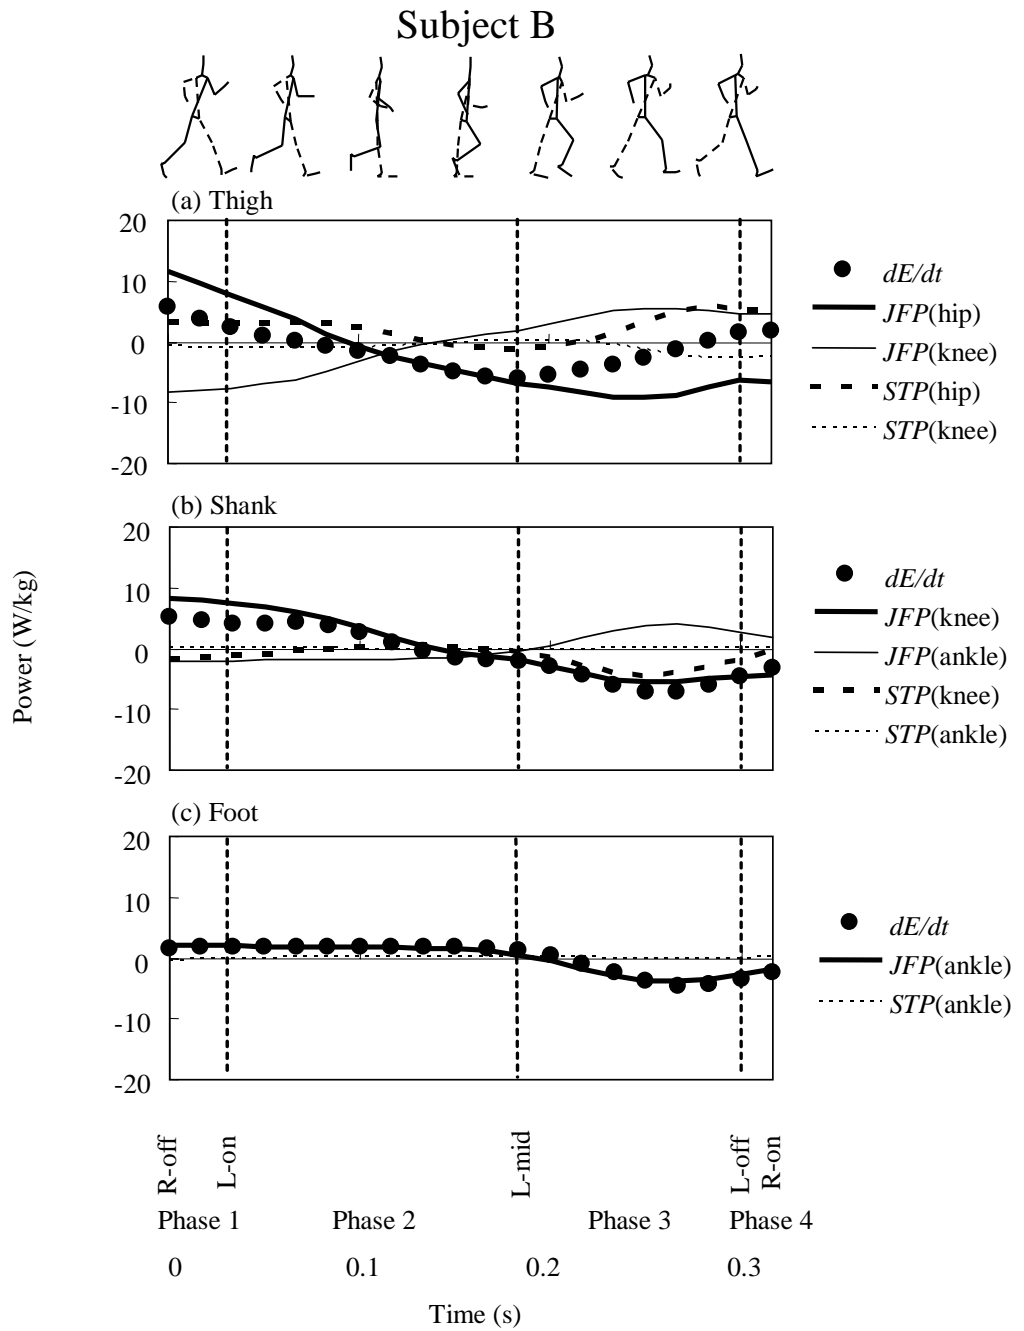 Subject B
(a) Thigh
20
10
0
-10
-20
dE/dt
JFP(hip)
JFP(knee)
STP(hip)
STP(knee)
(b) Shank
20
10
0
-10
-20
dE/dt
JFP(knee)
JFP(ankle)
STP(knee)
STP(ankle)
Power (W/kg)
(c) Foot
20
10
0
-10
-20
dE/dt
JFP(ankle)
STP(ankle)
R-off
L-on
L-mid
L-off
R-on
Phase 1 Phase 2 Phase 3 Phase 4
0 0.1 0.2 0.3
Time (s)